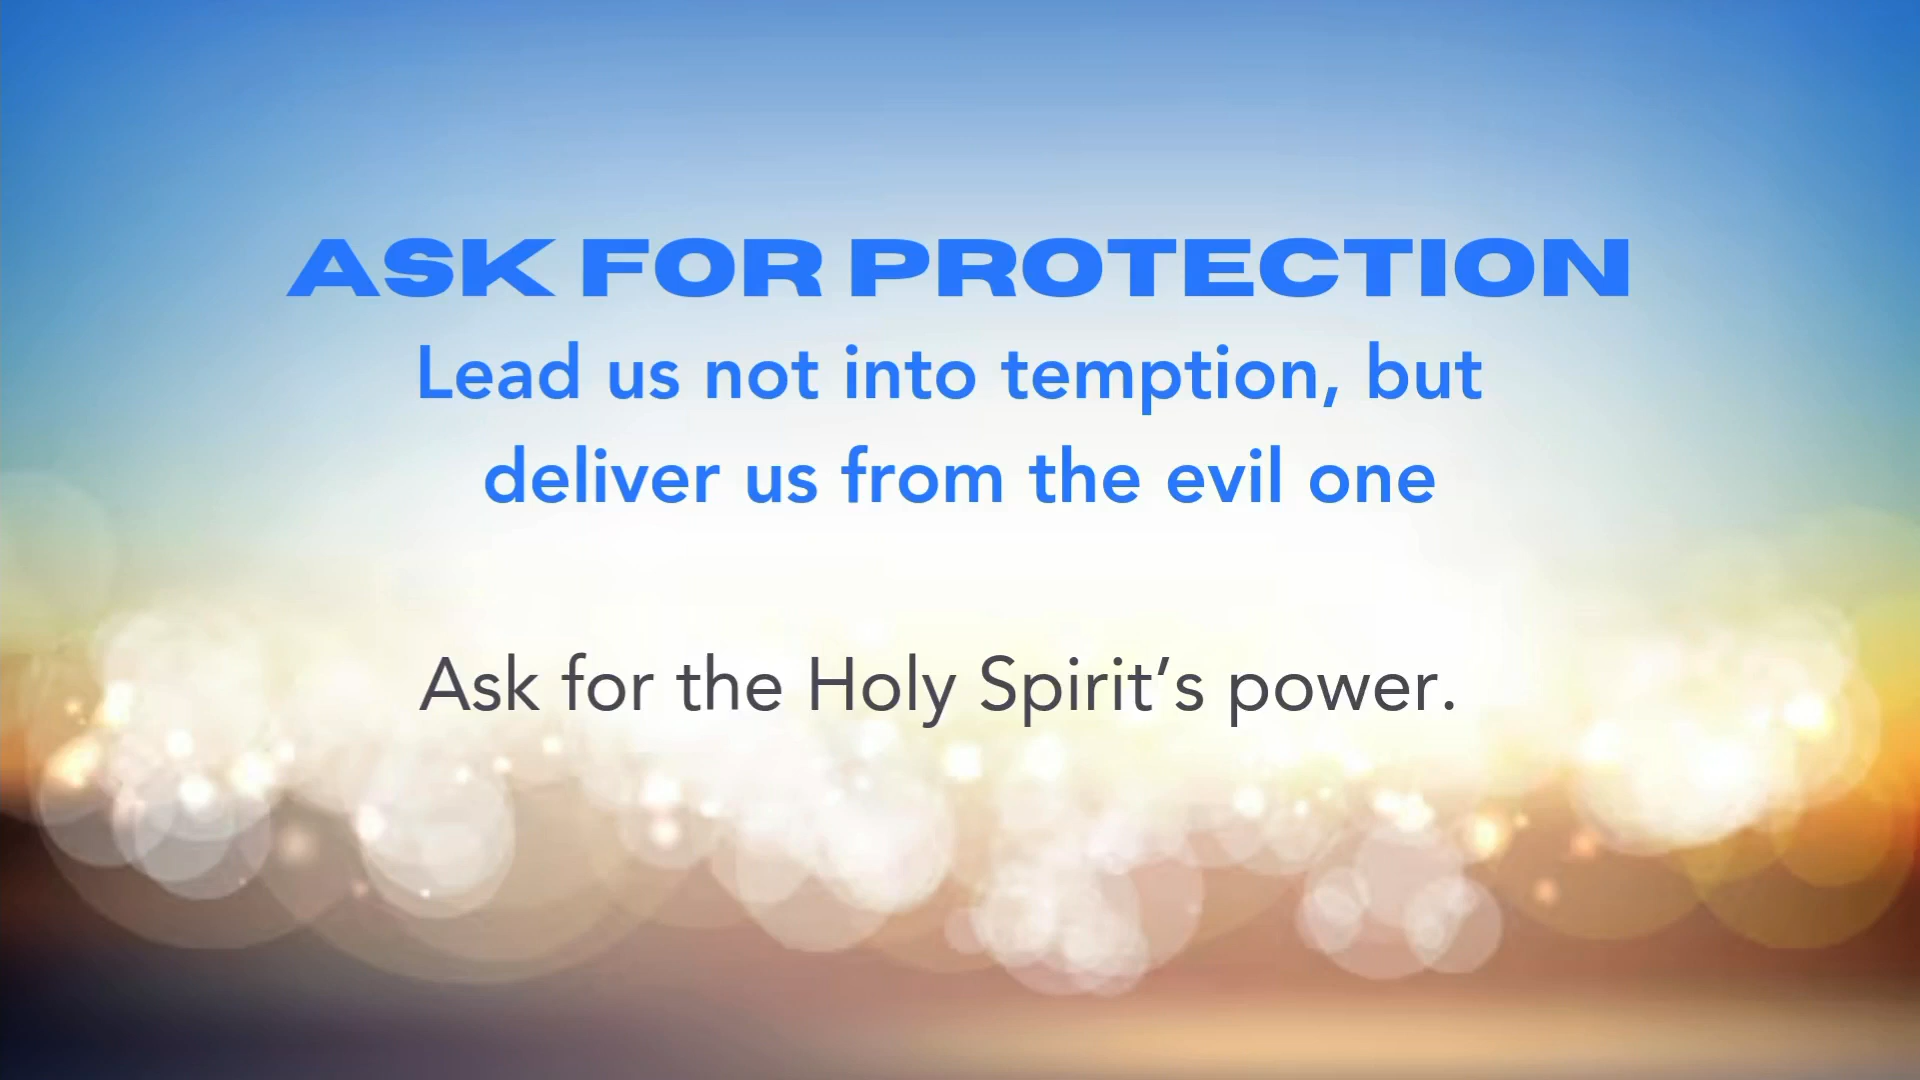 ASK FOR PROTECTION
Lead us not into temption, but
deliver us from the evil one
Ask for the Holy Spirit’s power.